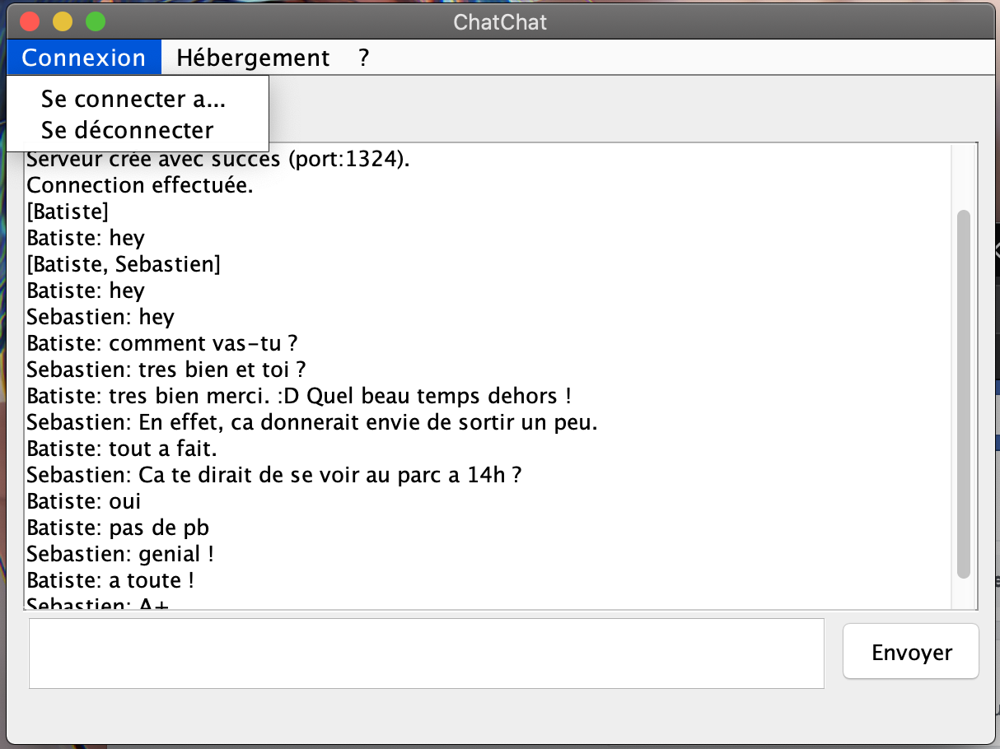 ChatChat
Connexion Hébergement ?
Se connecter a...
Se déconnecter
Serveur crée avec succès (port:1324).
Connection effectuée.
[Batiste]
Batiste: hey
[Batiste, Sebastien]
Batiste: hey
Sebastien: hey
Batiste: comment vas-tu ?
Sebastien: tres bien et toi ?
Batiste: tres bien merci. :D Quel beau temps dehors !
Sebastien: En effet, ca donnerait envie de sortir un peu.
Batiste: tout a fait.
Sebastien: Ca te dirait de se voir au parc a 14h ?
Batiste: oui
Batiste: pas de pb
Sebastien: genial !
Batiste: a toute !
Sebastien: A+
Envoyer